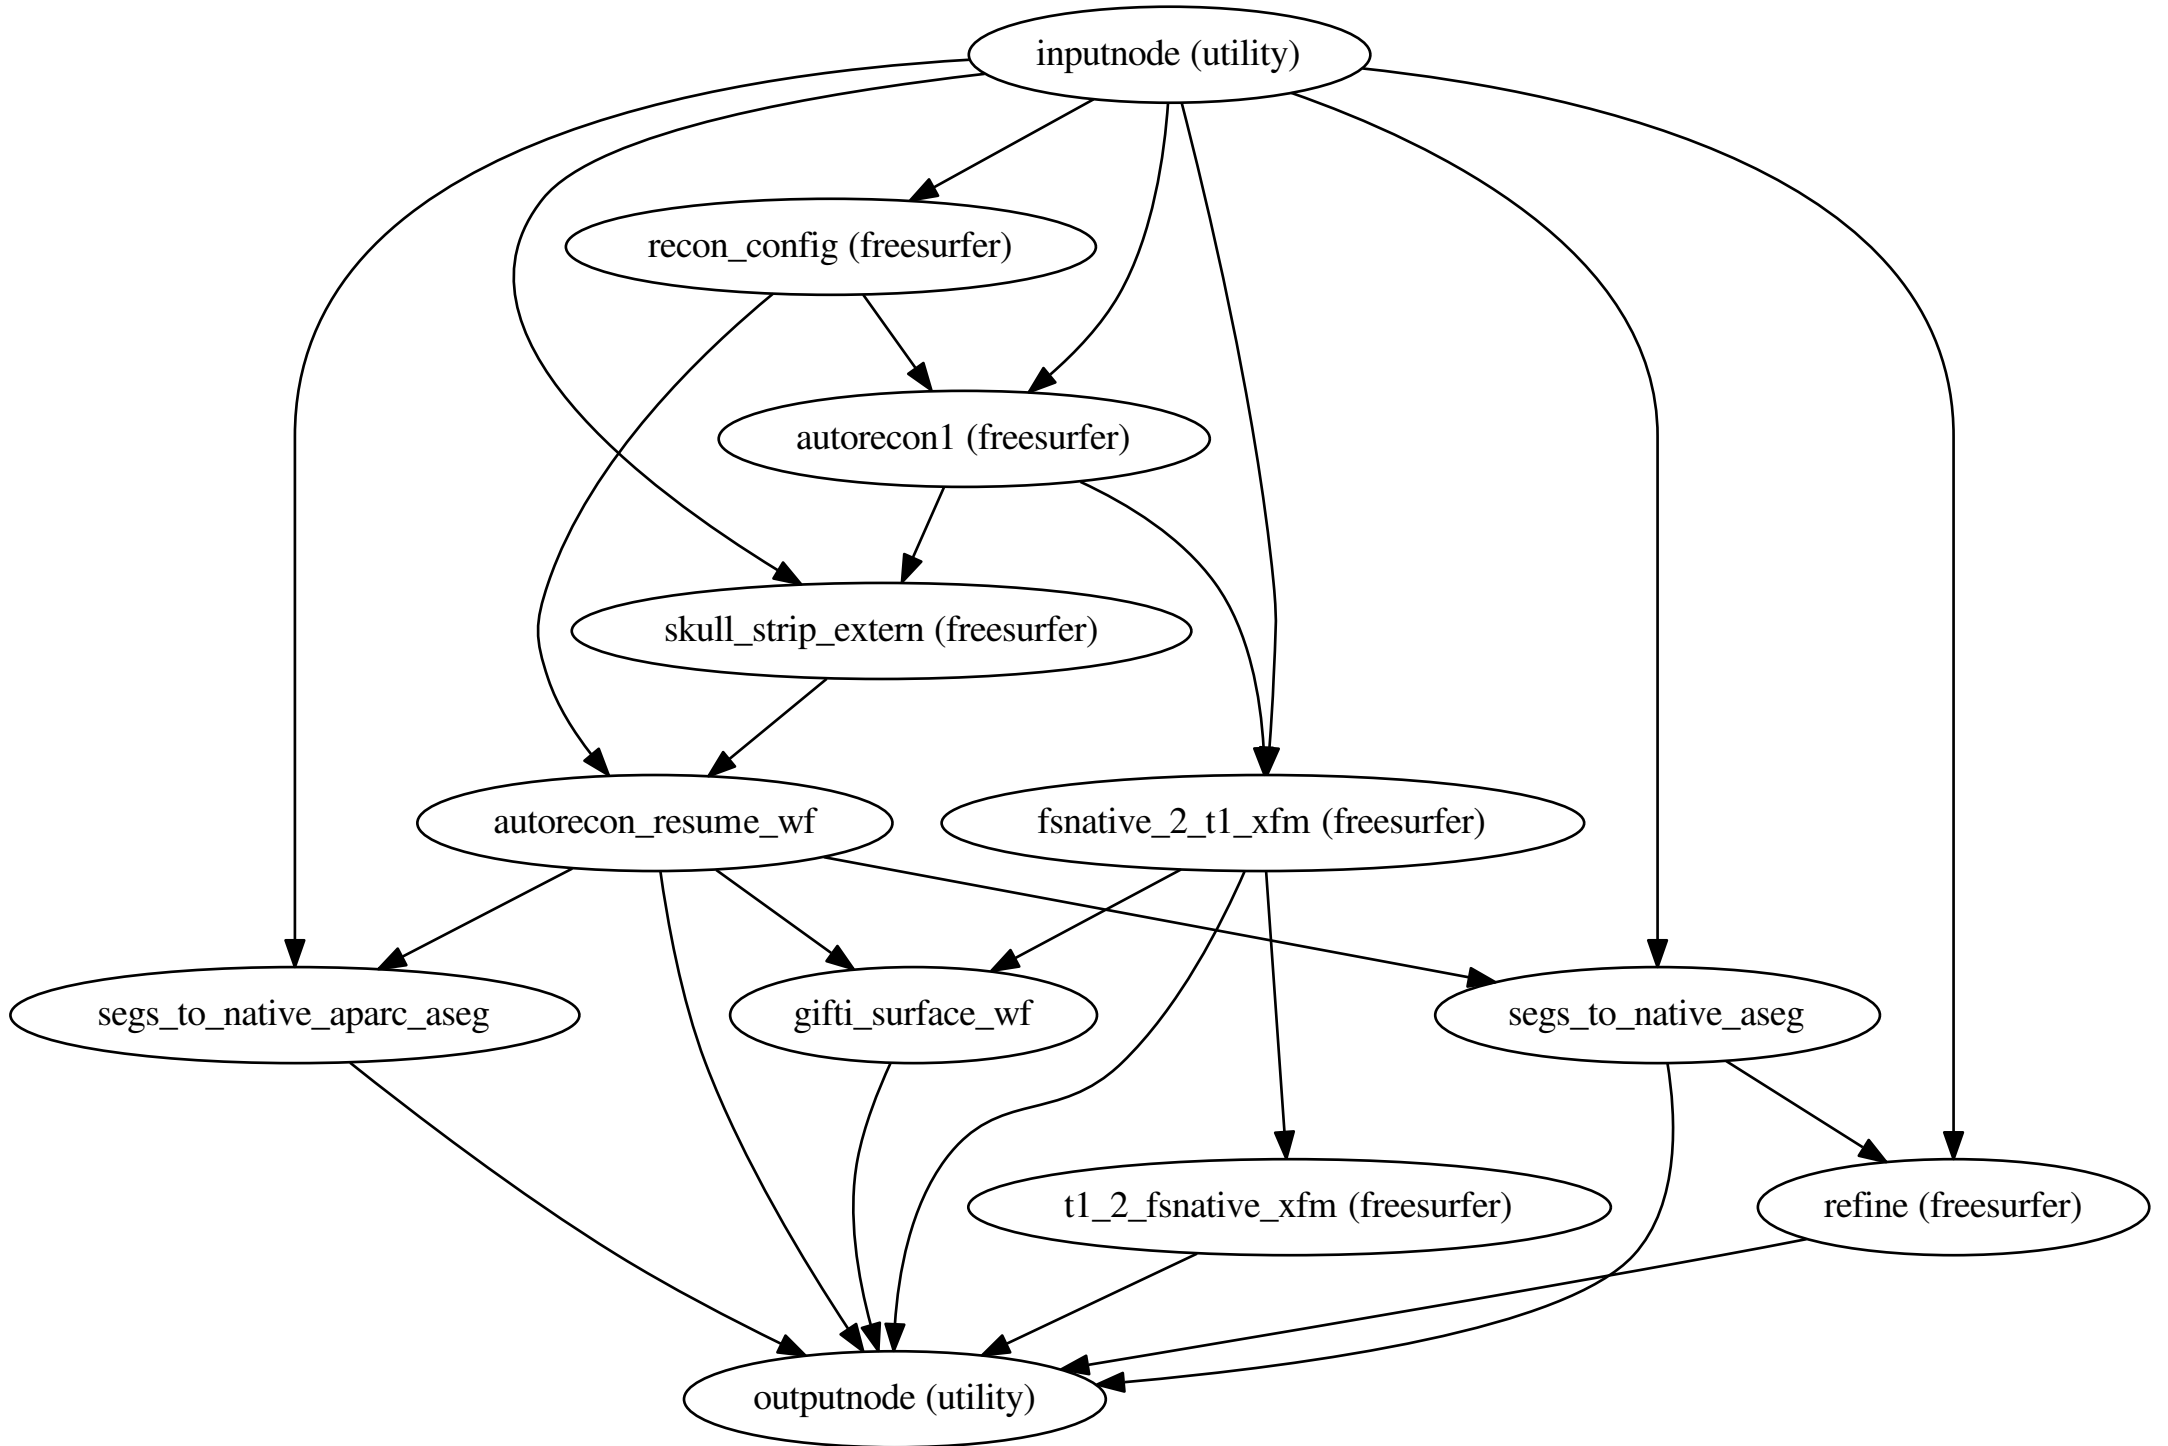 inputnode (utility)
recon_config (freesurfer)
autorecon1 (freesurfer)
skull_strip_extern (freesurfer)
autorecon_resume_wf
fsnative_2_t1_xfm (freesurfer)
segs_to_native_aparc_aseg
gifti_surface_wf
segs_to_native_aseg
t1_2_fsnative_xfm (freesurfer)
refine (freesurfer)
outputnode (utility)